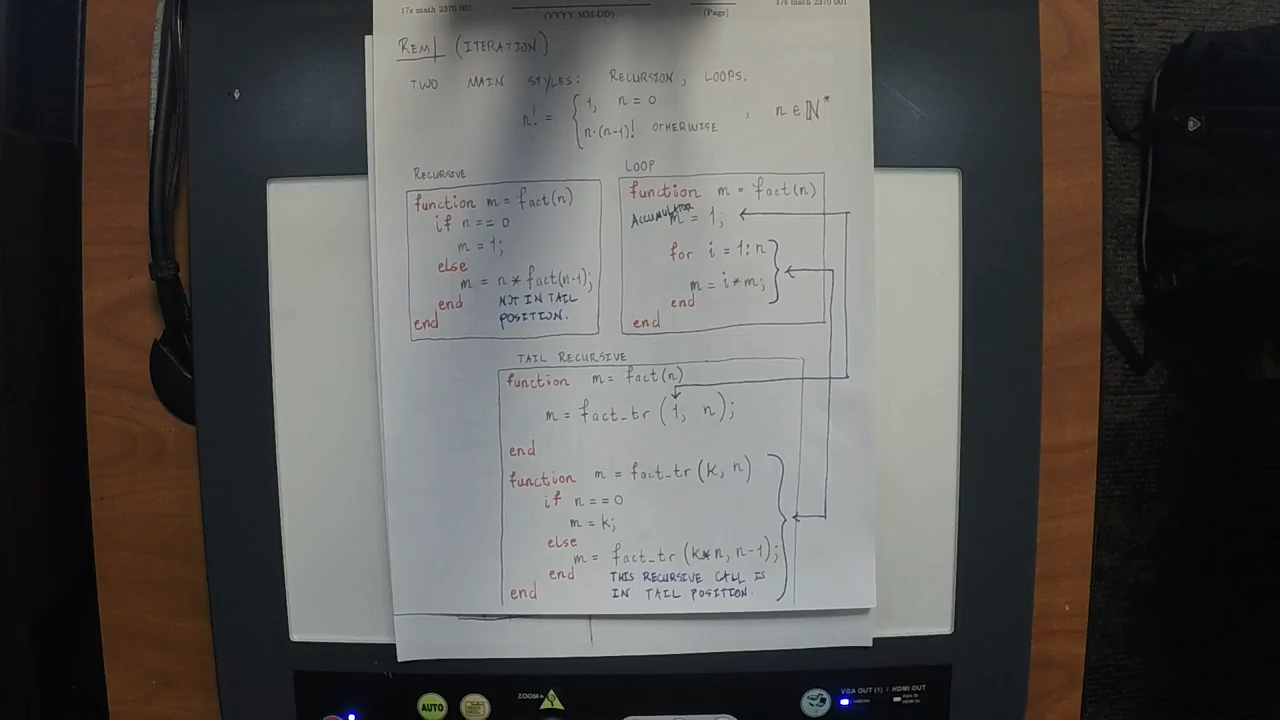 17s math 2370 001
(YYYY-MM-DD)
(Page)
17s math 2370 001
REM (ITERATION)
TWO MAIN STYLES: RECURSION, LOOPS.
n! = { 1, n = 0
n·(n-1)! OTHERWISE , n ∈ ℕ*
RECURSIVE
function m = fact(n)
if n == 0
m = 1;
else
m = n * fact(n-1);
end NOT IN TAIL
end POSITION.
LOOP
function m = fact(n)
ACCUMULATOR m = 1;
for i = 1:n
m = i*m;
end
end
TAIL RECURSIVE
function m = fact(n)
m = fact_tr (1, n);
end
function m = fact_tr (k, n)
if n == 0
m = k;
else
m = fact_tr (k*n, n-1);
end THIS RECURSIVE CALL IS
end IN TAIL POSITION.
AUTO
ZOOM
VGA OUT (1) / HDMI OUT